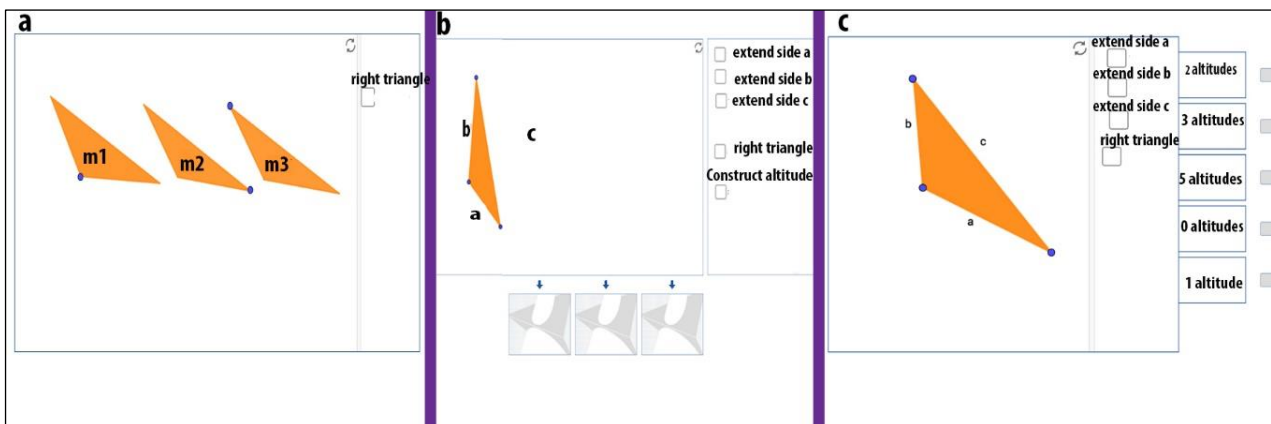 a
right triangle
m1
m2
m3
b
extend side a
extend side b
extend side c
b
c
right triangle
Construct altitude
a
c
extend side a
extend side b
extend side c
right triangle
b
c
a
2 altitudes
3 altitudes
5 altitudes
0 altitudes
1 altitude